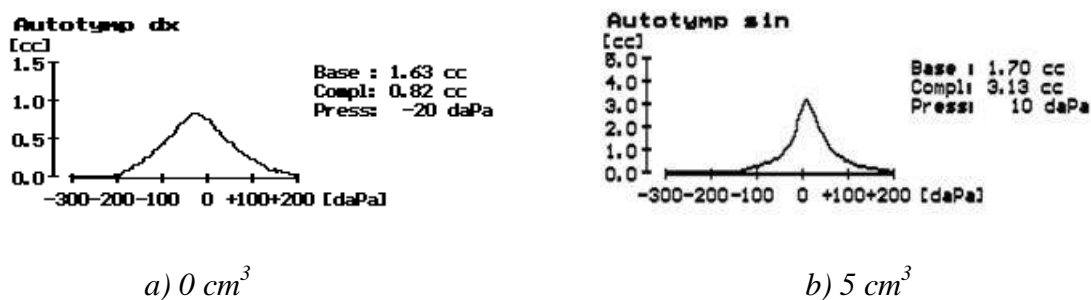 Autotymp dx
[cc]
1.5
1.0
0.5
0.0
-300-200-100 0 +100+200 [daPa]
Base : 1.63 cc
Compl: 0.82 cc
Press: -20 daPa
a) 0 cm³
Autotymp sin
[cc]
5.0
4.0
3.0
2.0
1.0
0.0
-300-200-100 0 +100+200 [daPa]
Base : 1.70 cc
Compl: 3.13 cc
Press: 10 daPa
b) 5 cm³